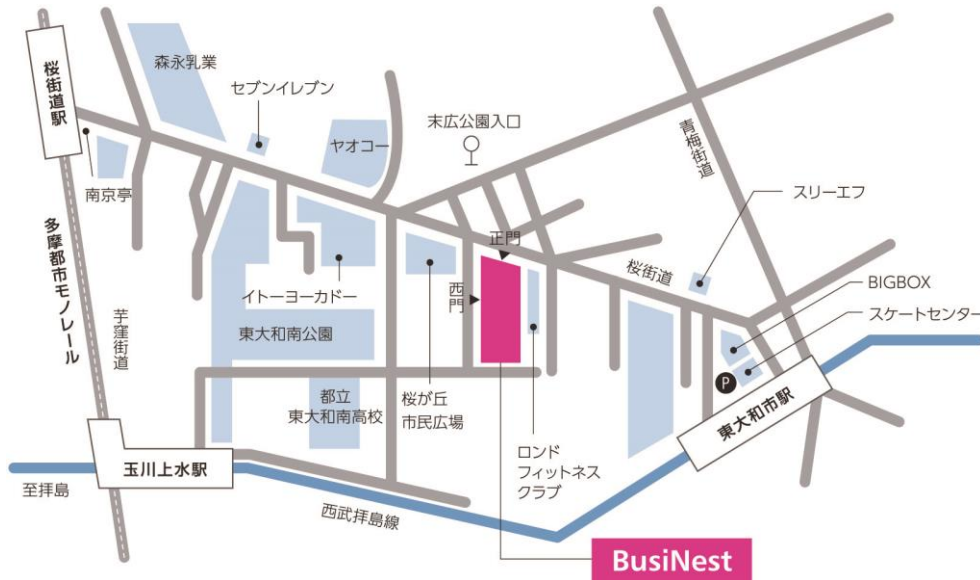 桜街道駅
森永乳業
セブンイレブン
ヤオコー
末広公園入口
青梅街道
スリーエフ
南京亭
多摩都市モノレール
芋窪街道
イトーヨーカドー
東大和南公園
正門
西門
桜街道
BIGBOX
スケートセンター
P
東大和市駅
都立
東大和南高校
桜が丘
市民広場
ロンド
フィットネス
クラブ
玉川上水駅
至拝島
西武拝島線
BusiNest